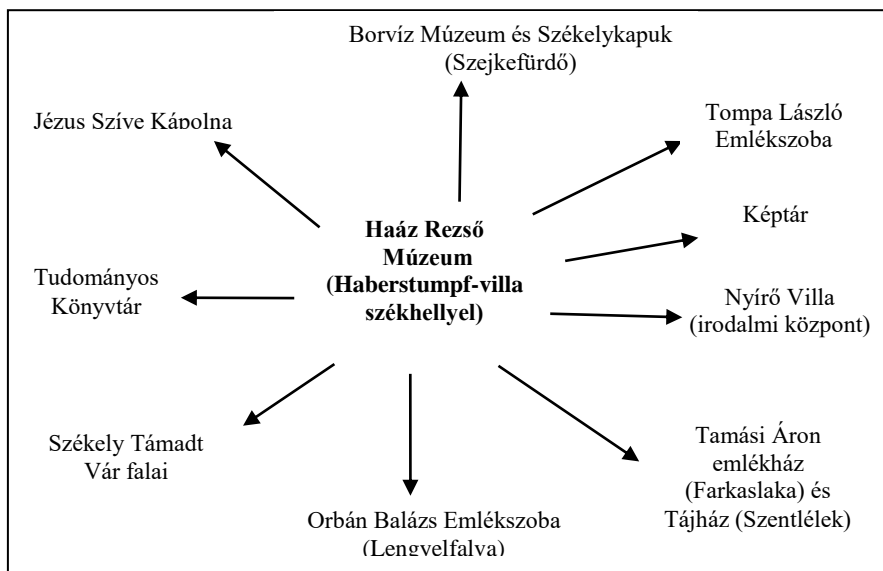 Borvíz Múzeum és Székelykapuk
(Szejkefürdő)
Jézus Szíve Kápolna
Tompa László
Emlékszoba
Képtár
Haáz Rezső
Múzeum
(Haberstumpf-villa
székhellyel)
Tudományos
Könyvtár
Nyírő Villa
(irodalmi központ)
Székely Támadt
Vár falai
Tamási Áron
emlékház
(Farkaslaka) és
Tájház (Szentlélek)
Orbán Balázs Emlékszoba
(Lengyelfalva)